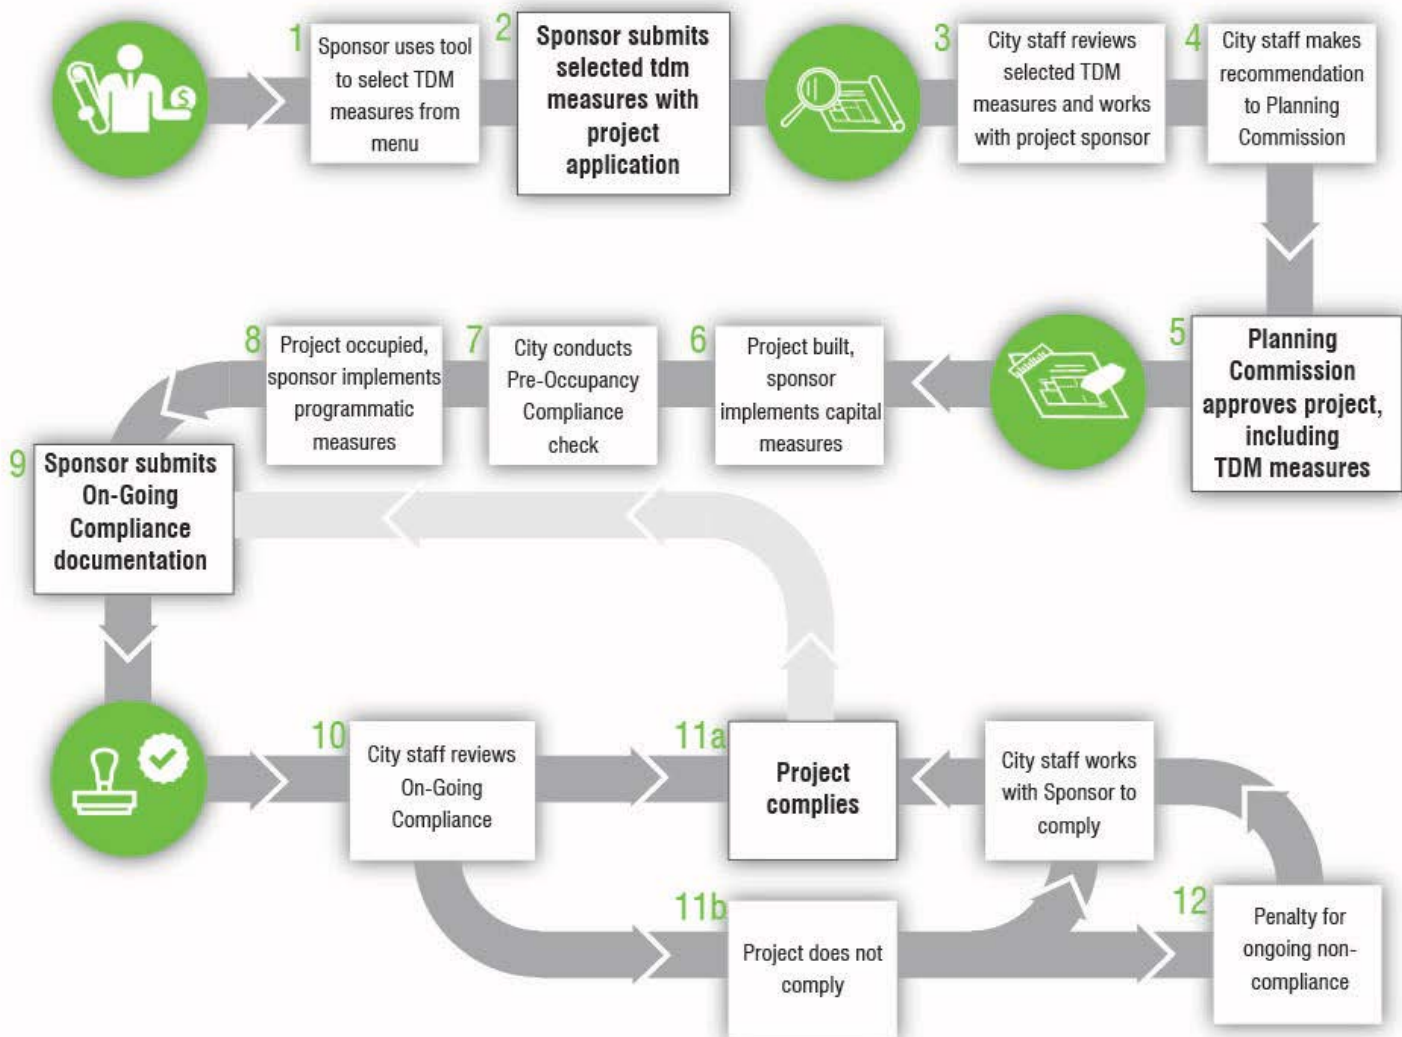 1
Sponsor uses tool
to select TDM
measures from
menu
2
Sponsor submits
selected tdm
measures with
project
application
3
City staff reviews
selected TDM
measures and works
with project sponsor
4
City staff makes
recommendation
to Planning
Commission
5
Planning
Commission
approves project,
including
TDM measures
6
Project built,
sponsor
implements capital
measures
7
City conducts
Pre-Occupancy
Compliance
check
8
Project occupied,
sponsor implements
programmatic
measures
9
Sponsor submits
On-Going
Compliance
documentation
10
City staff reviews
On-Going
Compliance
11a
Project
complies
City staff works
with Sponsor to
comply
11b
Project does not
comply
12
Penalty for
ongoing non-
compliance
$